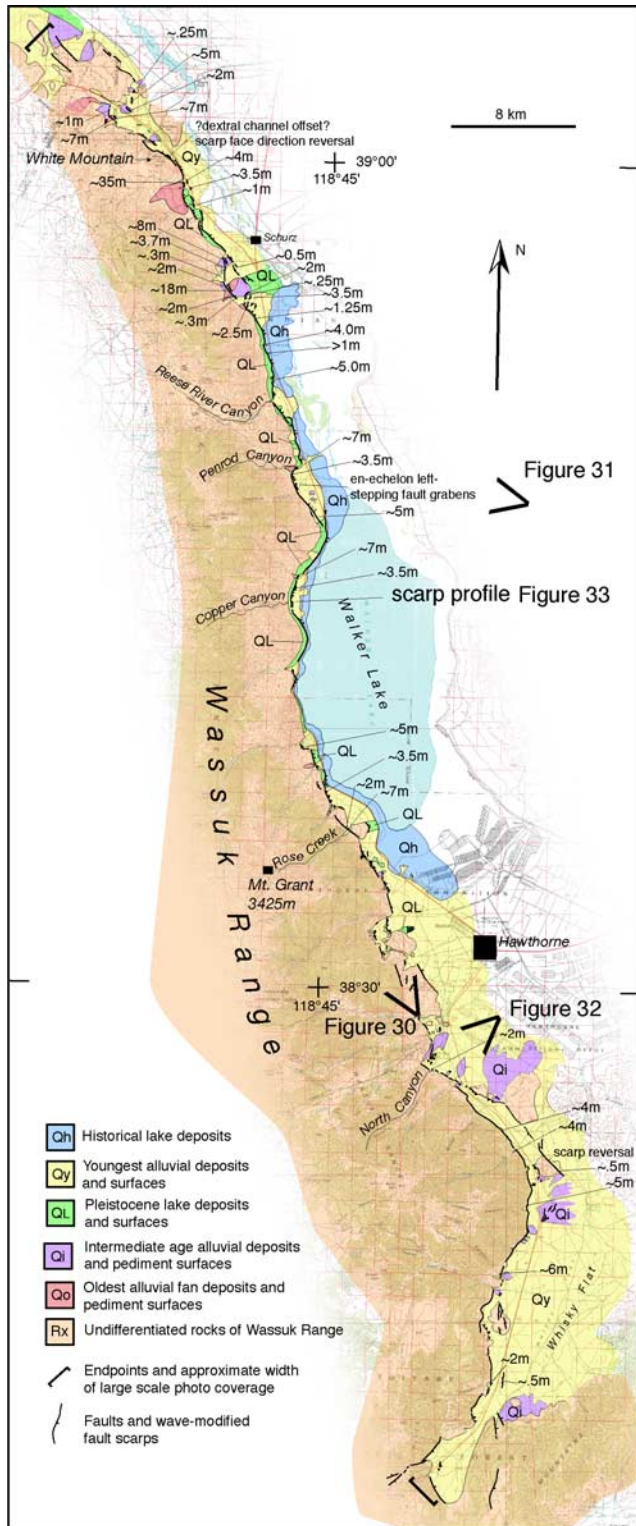 ~.25m
~5m
~2m
~7m
~1m
~7m
?dextral channel offset?
scarp face direction reversal
8 km
White Mountain
Qy
~4m
39°00'
118°45'
~3.5m
~35m
~1m
QL
Schurz
~8m
~3.7m
~0.5m
~.3m
~2m
QL
~2m
~.25m
~18m
~3.5m
~2m
~1.25m
~.3m
~2.5m
Qh
~4.0m
QL
>1m
~5.0m
N
Reese River Canyon
QL
~7m
Penrod Canyon
~3.5m
Figure 31
en-echelon left-
stepping fault grabens
Qh
~5m
QL
~7m
~3.5m
Copper Canyon
scarp profile Figure 33
QL
Walker Lake
Wassuk Range
~5m
QL
~3.5m
~2m
~7m
QL
Rose Creek
Qh
Mt. Grant
3425m
QL
Hawthorne
38°30'
118°45'
Figure 30
Figure 32
~2m
Qi
North Canyon
~4m
~4m
scarp reversal
~.5m
~5m
Qi
~6m
Qy
Whisky Flat
~2m
~.5m
Qi
Qh Historical lake deposits
Qy Youngest alluvial deposits
and surfaces
QL Pleistocene lake deposits
and surfaces
Qi Intermediate age alluvial deposits
and pediment surfaces
Qo Oldest alluvial fan deposits and
pediment surfaces
Rx Undifferentiated rocks of Wassuk Range
Endpoints and approximate width
of large scale photo coverage
Faults and wave-modified
fault scarps